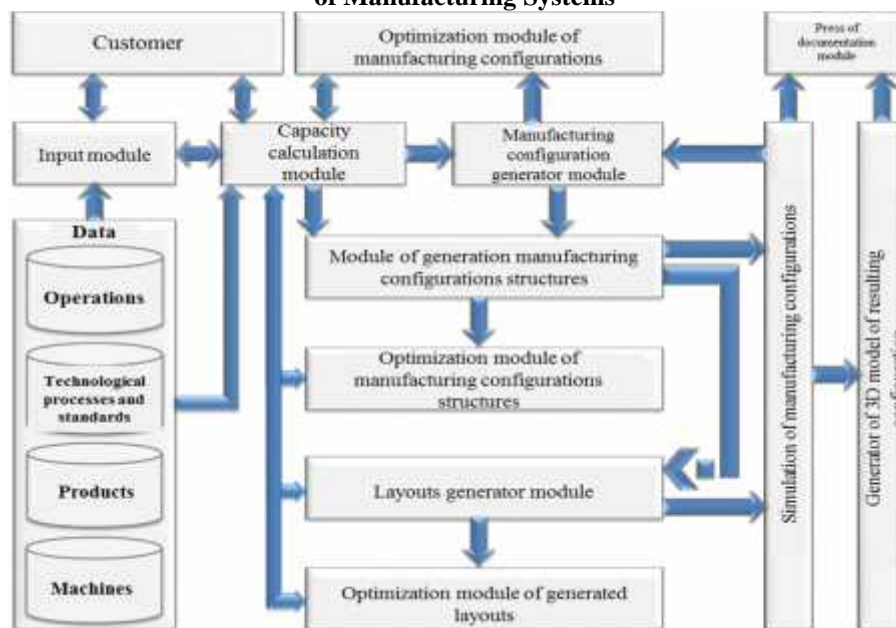 of Manufacturing Systems
Customer
Optimization module of
manufacturing configurations
Press of
documentation
module
Input module
Capacity
calculation
module
Manufacturing
configuration
generator module
Data
Operations
Technological
processes and
standards
Products
Machines
Module of generation manufacturing
configurations structures
Optimization module of
manufacturing configurations
structures
Layouts generator module
Optimization module of generated
layouts
Simulation of manufacturing configurations
Generator of 3D model of resulting